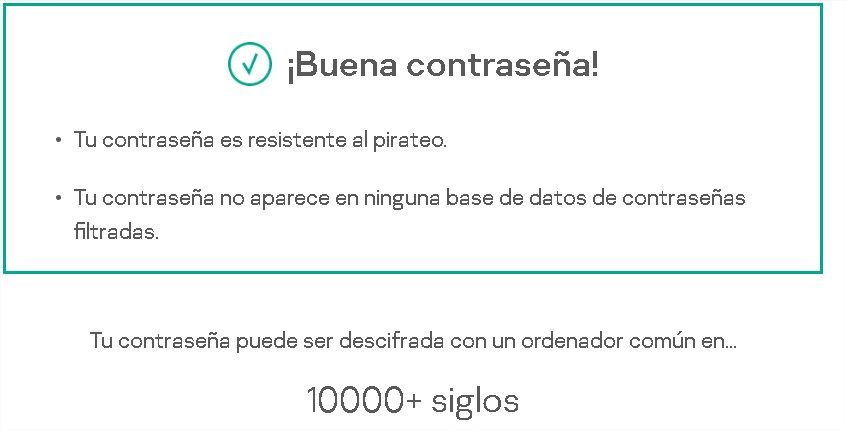 ¡Buena contraseña!
• Tu contraseña es resistente al pirateo.
• Tu contraseña no aparece en ninguna base de datos de contraseñas
filtradas.
Tu contraseña puede ser descifrada con un ordenador común en...
10000+ siglos